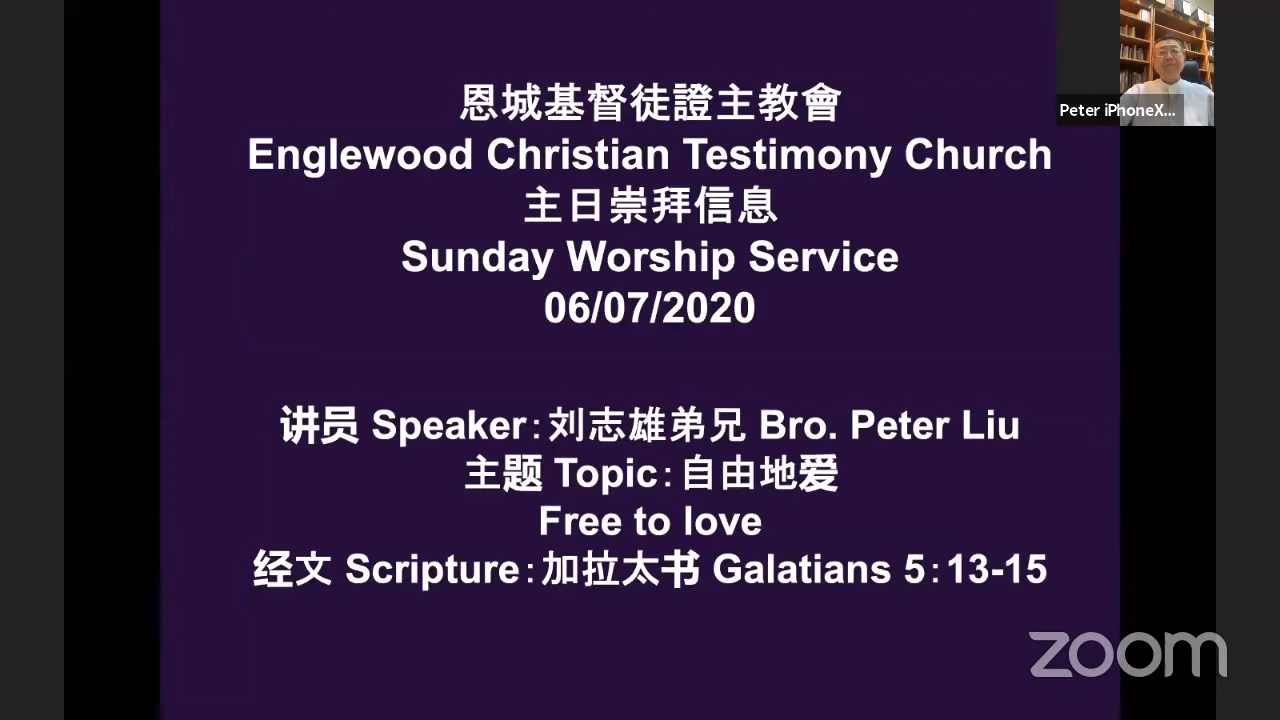 恩城基督徒證主教會
Englewood Christian Testimony Church
主日崇拜信息
Sunday Worship Service
06/07/2020
讲员 Speaker:刘志雄弟兄 Bro. Peter Liu
主题 Topic:自由地爱
Free to love
经文 Scripture:加拉太书 Galatians 5:13-15
Peter iPhoneX...
zoom